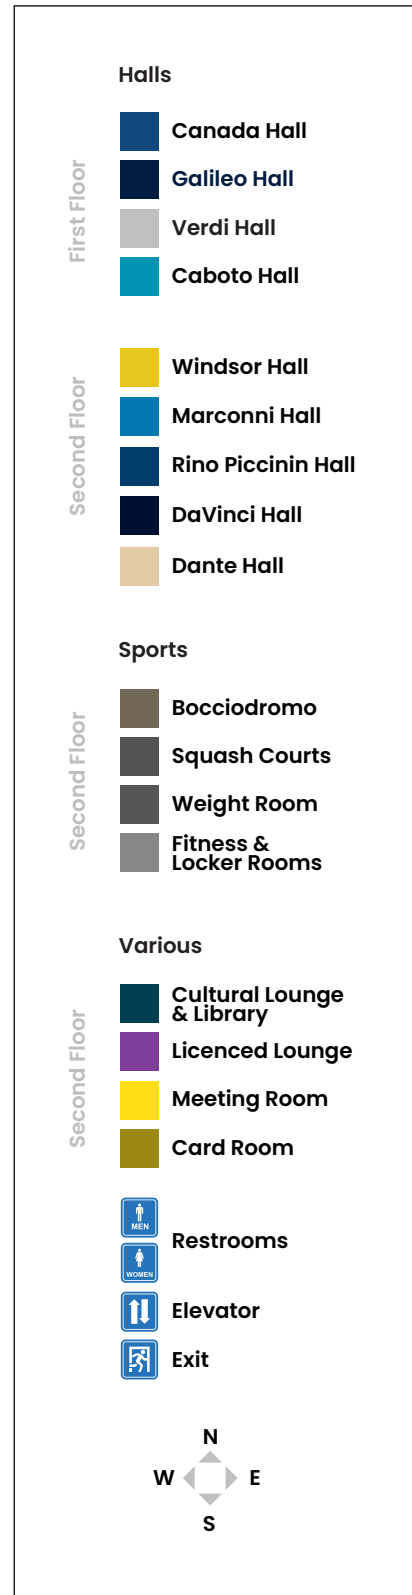 Halls
First Floor
Canada Hall
Galileo Hall
Verdi Hall
Caboto Hall
Second Floor
Windsor Hall
Marconni Hall
Rino Piccinin Hall
DaVinci Hall
Dante Hall
Sports
Second Floor
Bocciodromo
Squash Courts
Weight Room
Fitness &
Locker Rooms
Various
Second Floor
Cultural Lounge
& Library
Licenced Lounge
Meeting Room
Card Room
MEN
WOMEN
Restrooms
Elevator
Exit
N
W E
S